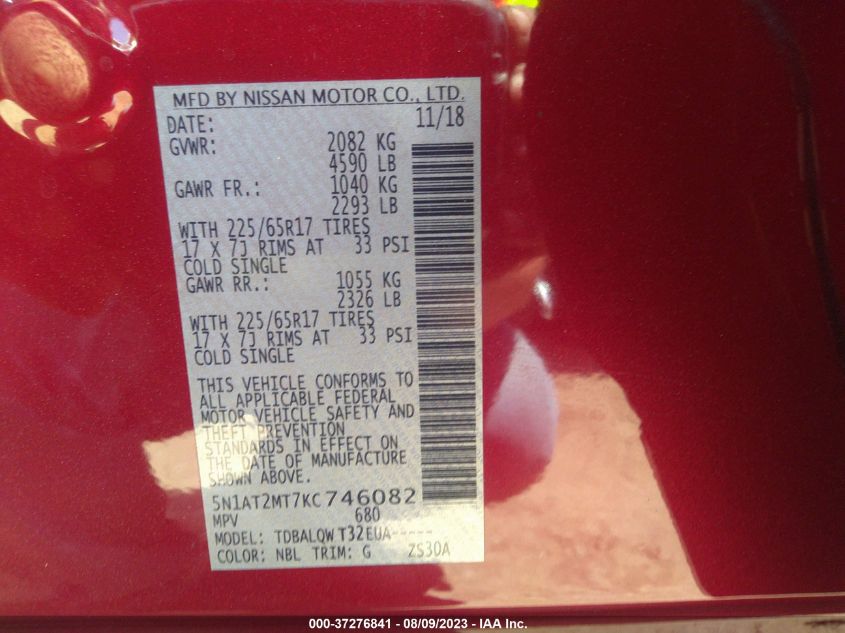 MFD BY NISSAN MOTOR CO., LTD.
DATE: 11/18
GVWR: 2082 KG
4590 LB
GAWR FR.: 1040 KG
2293 LB
WITH 225/65R17 TIRES
17 X 7J RIMS AT 33 PSI
COLD SINGLE
GAWR RR.: 1055 KG
2326 LB
WITH 225/65R17 TIRES
17 X 7J RIMS AT 33 PSI
COLD SINGLE
THIS VEHICLE CONFORMS TO
ALL APPLICABLE FEDERAL
MOTOR VEHICLE SAFETY AND
THEFT PREVENTION
STANDARDS IN EFFECT ON
THE DATE OF MANUFACTURE
SHOWN ABOVE.
5N1AT2MT7KC746082
MPV 680
MODEL: TDBALQW T32EUA-----
COLOR: NBL TRIM: G ZS30A
000-37276841 - 08/09/2023 - IAA Inc.